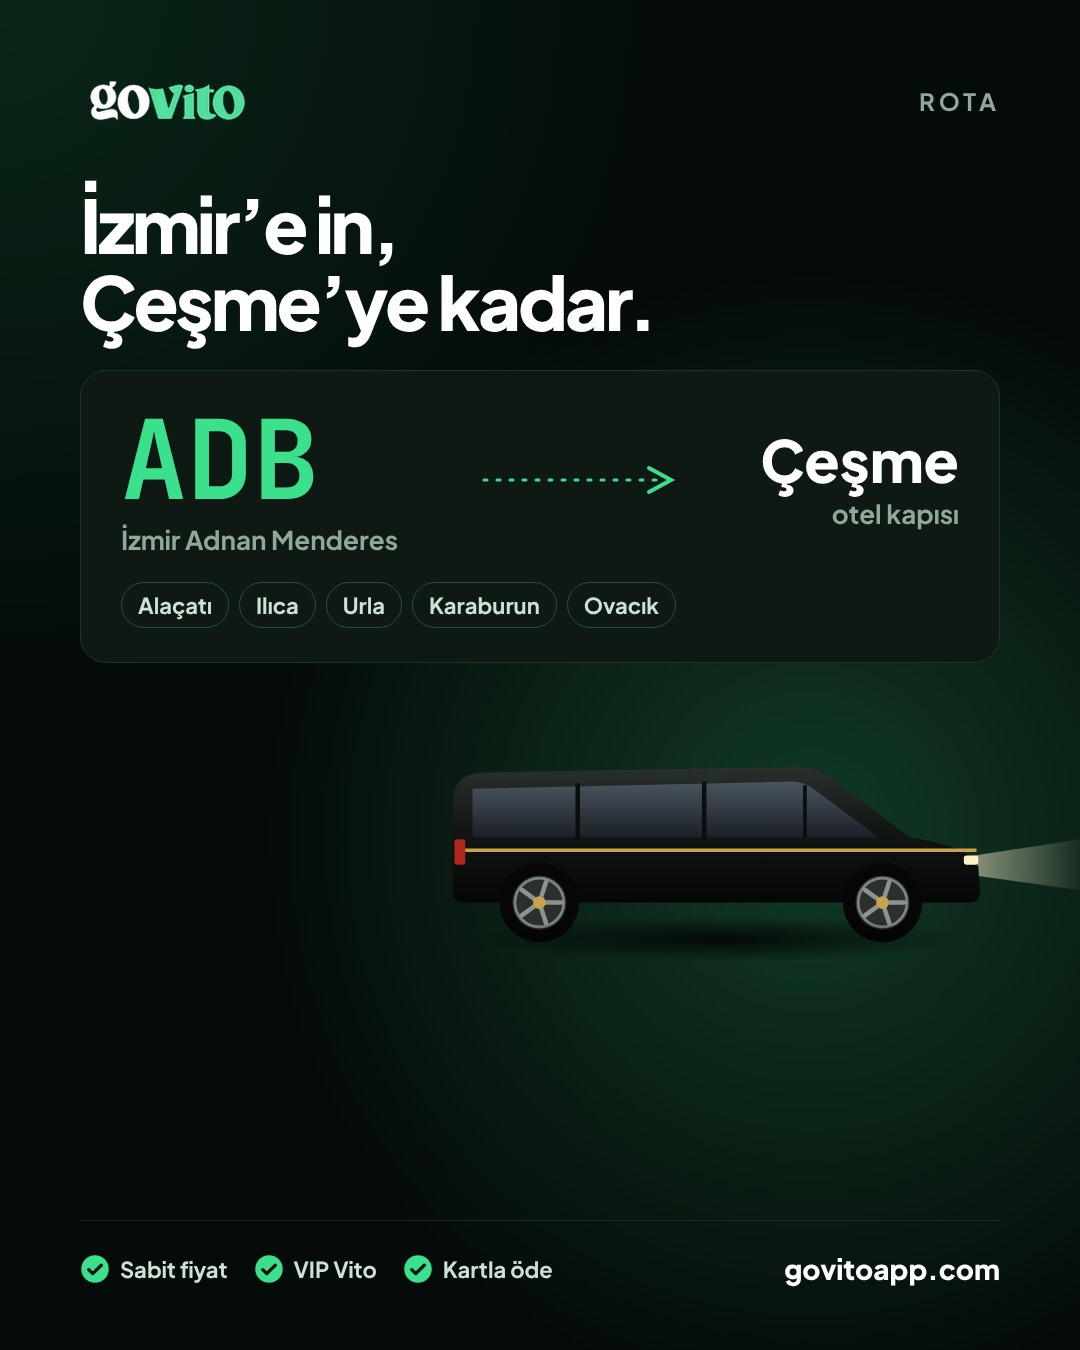 govito
ROTA
İzmir’e in,
Çeşme’ye kadar.
ADB
Çeşme
otel kapısı
İzmir Adnan Menderes
Alaçatı Ilıca Urla Karaburun Ovacık
Sabit fiyat VIP Vito Kartla öde
govitoapp.com